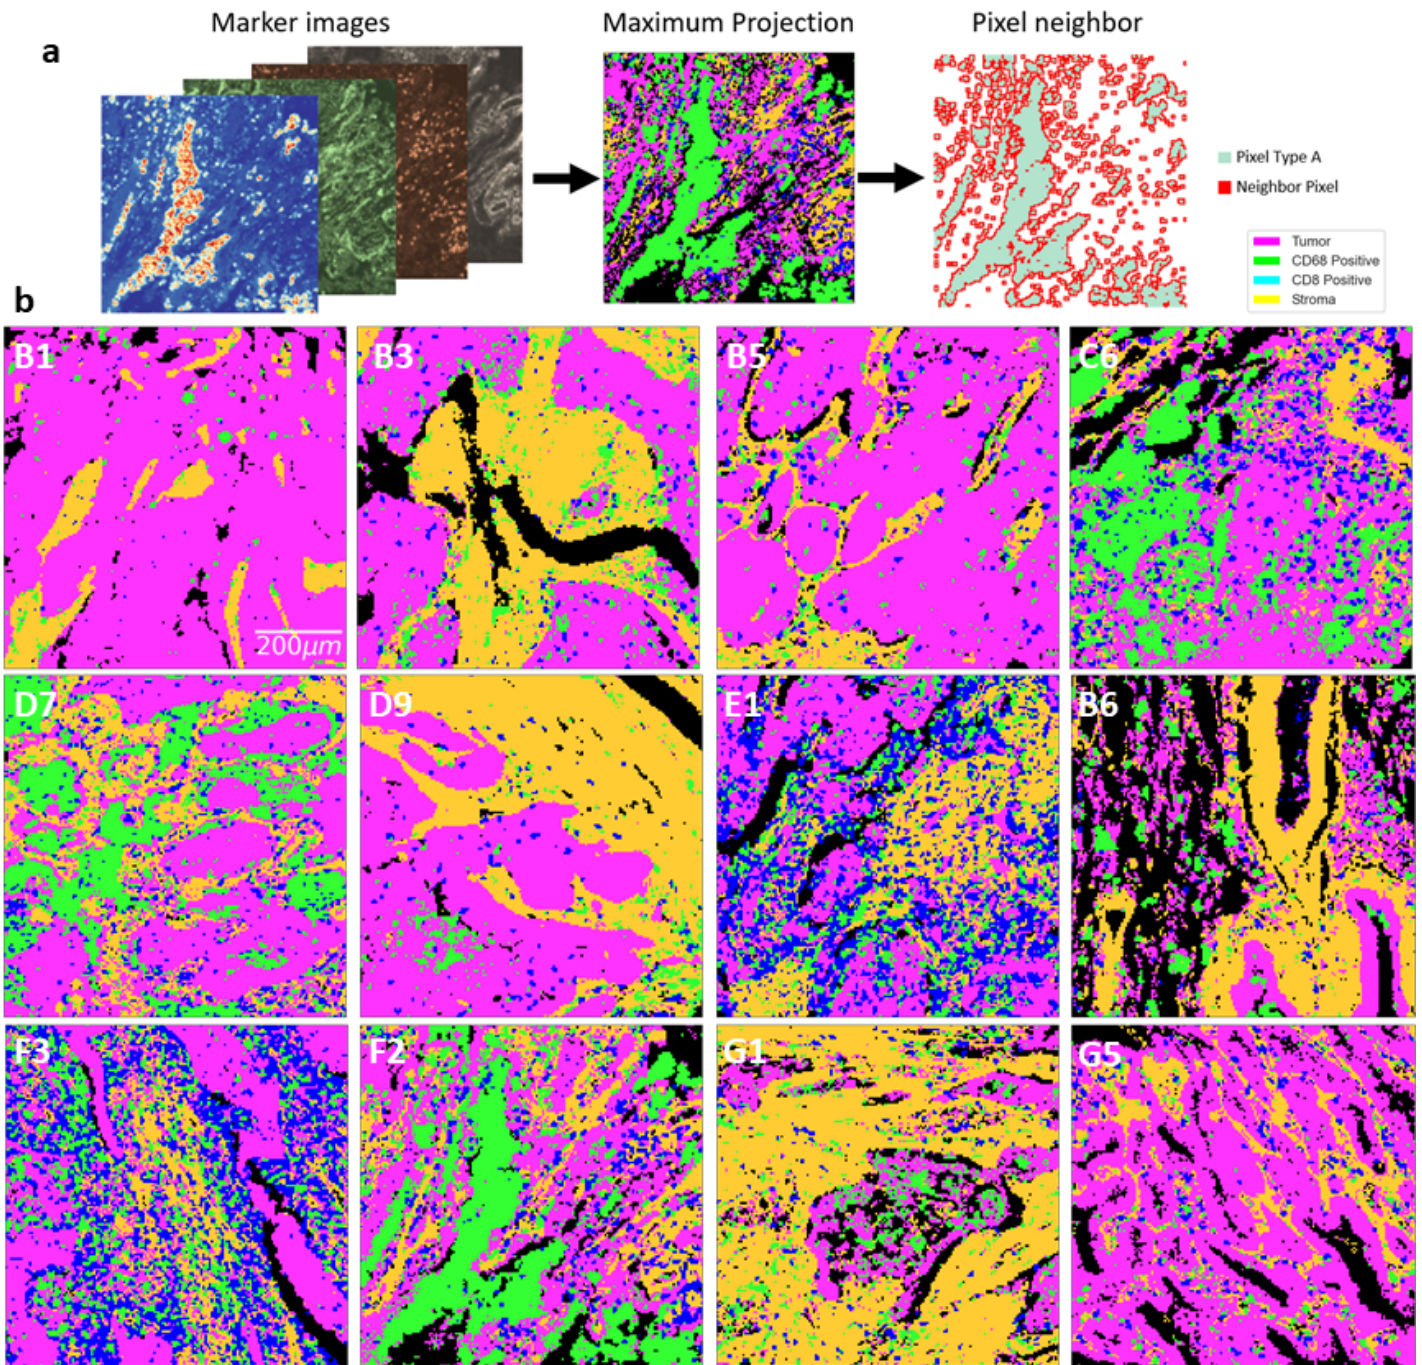 Marker images
Maximum Projection
Pixel neighbor
a
Pixel Type A
Neighbor Pixel
Tumor
CD68 Positive
CD8 Positive
Stroma
b
B1
B3
B5
C6
200μm
D7
D9
E1
B6
F3
F2
G1
G5